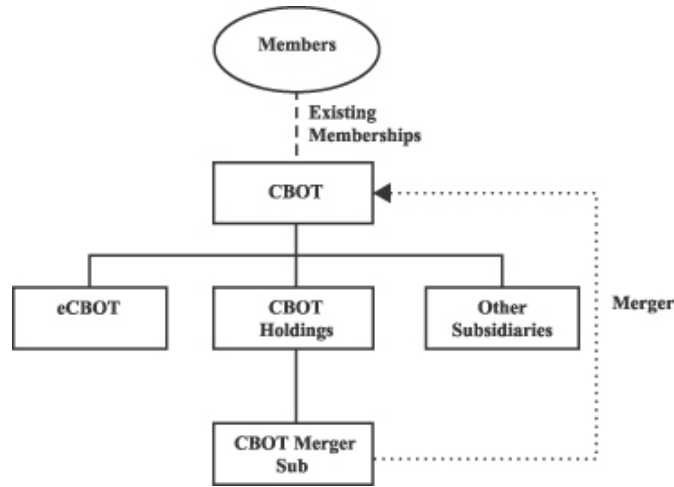 Members
Existing
Memberships
CBOT
eCBOT
CBOT
Holdings
Other
Subsidiaries
Merger
CBOT Merger
Sub